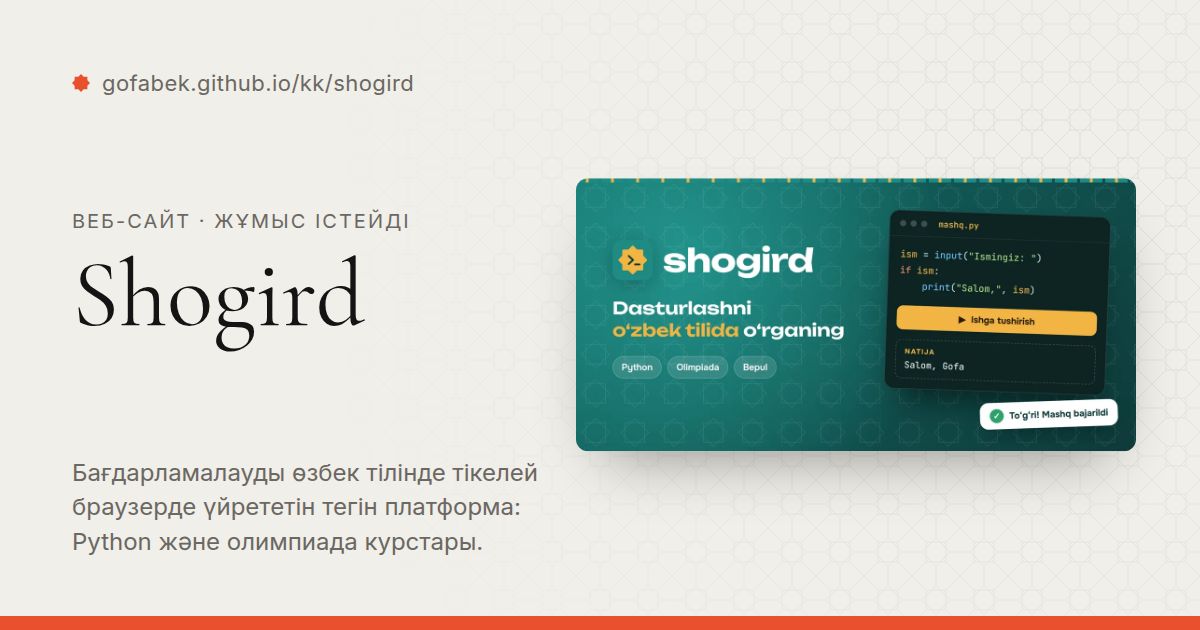 gofabek.github.io/kk/shogird
ВЕБ-САЙТ · ЖҰМЫС ІСТЕЙДІ
Shogird
Бағдарламалауды өзбек тілінде тікелей
браузерде үйрететін тегін платформа:
Python және олимпиада курстары.
shogird
Dasturlashni
o‘zbek tilida o‘rganing
Python Olimpiada Bepul
mashq.py
ism = input("Ismingiz: ")
if ism:
    print("Salom,", ism)
▶ Ishga tushirish
NATIJA
Salom, Gofa
✓ To‘g‘ri! Mashq bajarildi